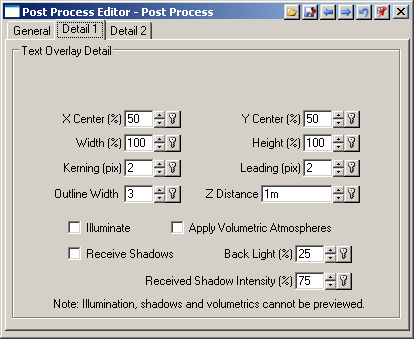 Post Process Editor - Post Process
General Detail 1 Detail 2
Text Overlay Detail
X Center (%) 50 Y Center (%) 50
Width (%) 100 Height (%) 100
Kerning (pix) 2 Leading (pix) 2
Outline Width 3 Z Distance 1m
Illuminate Apply Volumetric Atmospheres
Receive Shadows Back Light (%) 25
Received Shadow Intensity (%) 75
Note: Illumination, shadows and volumetrics cannot be previewed.